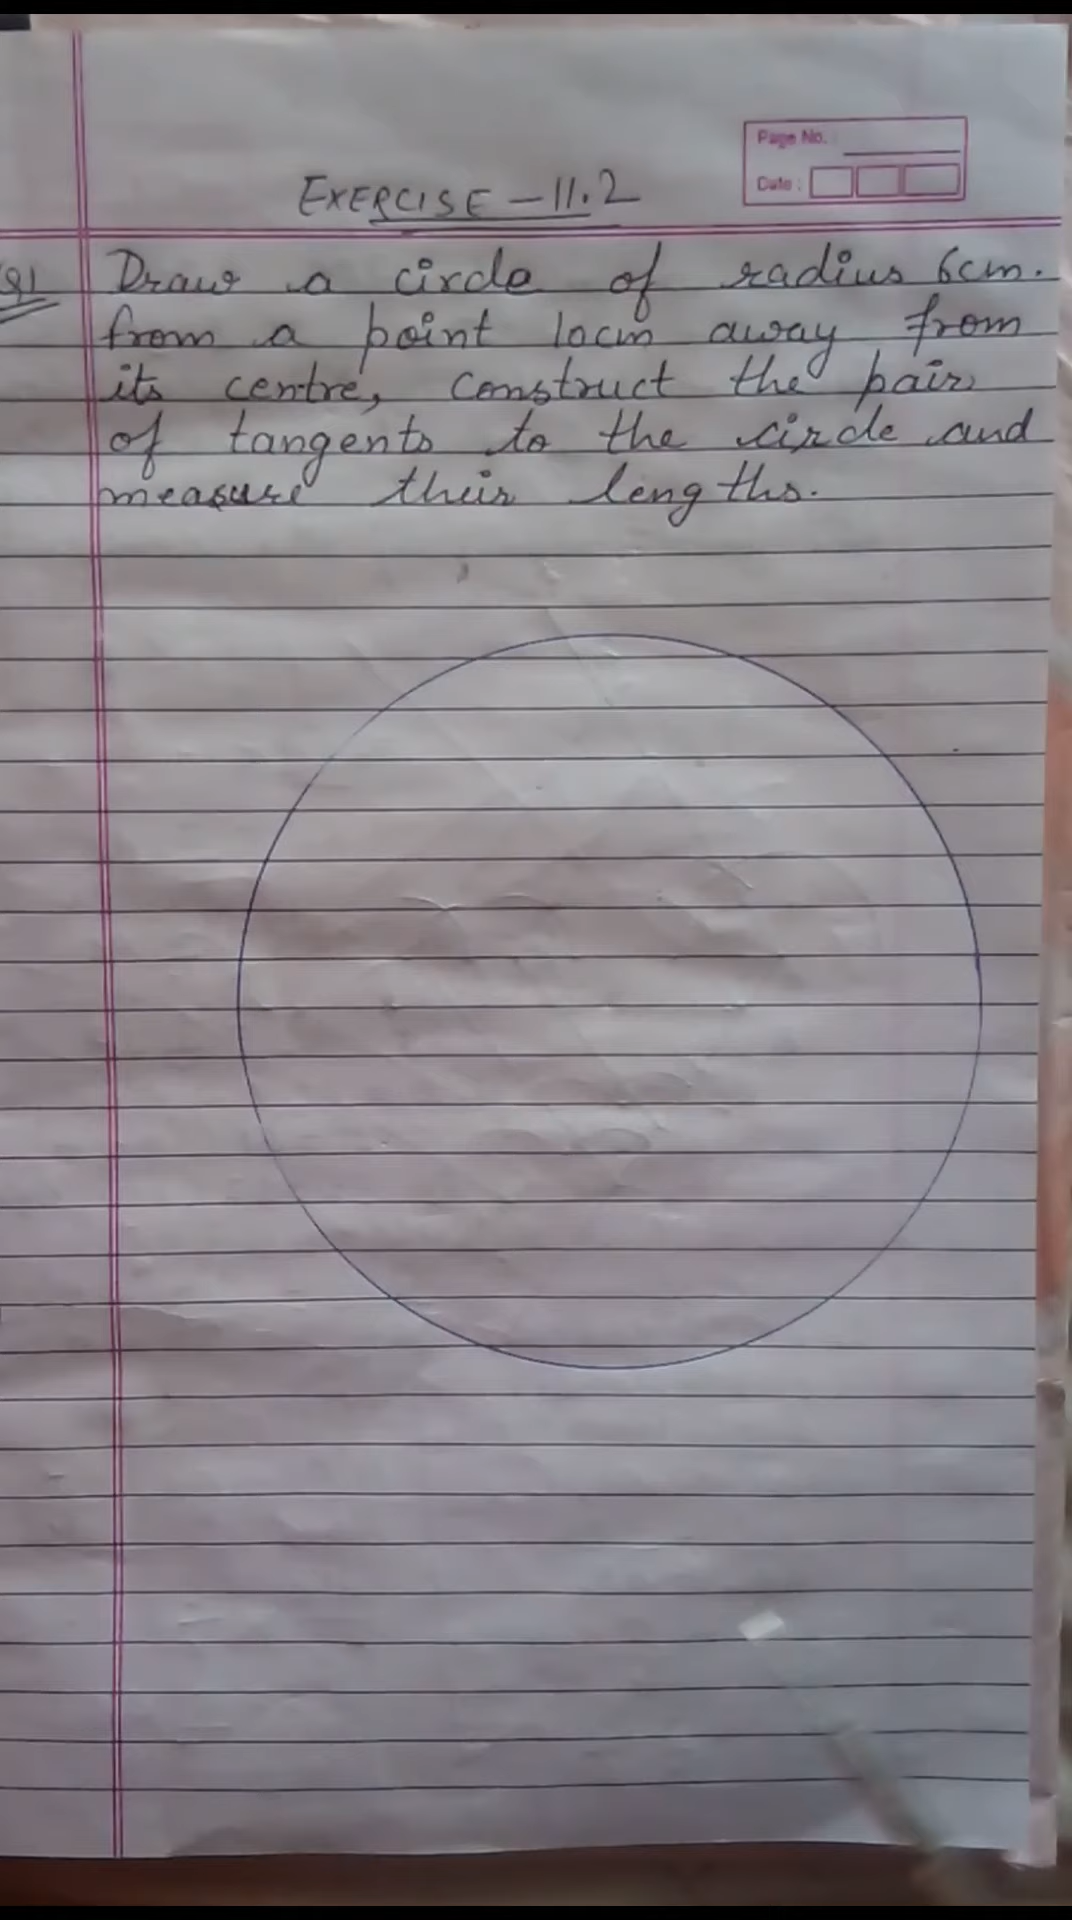 Page No. :
Date :
EXERCISE - 11.2
Q1 Draw a circle of radius 6cm.
from a point 10cm away from
its centre, construct the pair
of tangents to the circle and
measure their lengths.